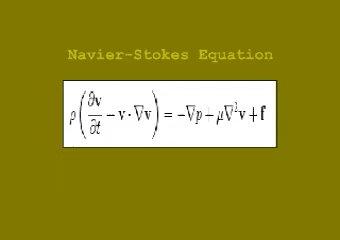 Navier-Stokes Equation
ρ(∂v/∂t − v · ∇v) = −∇p + μ∇²v + f